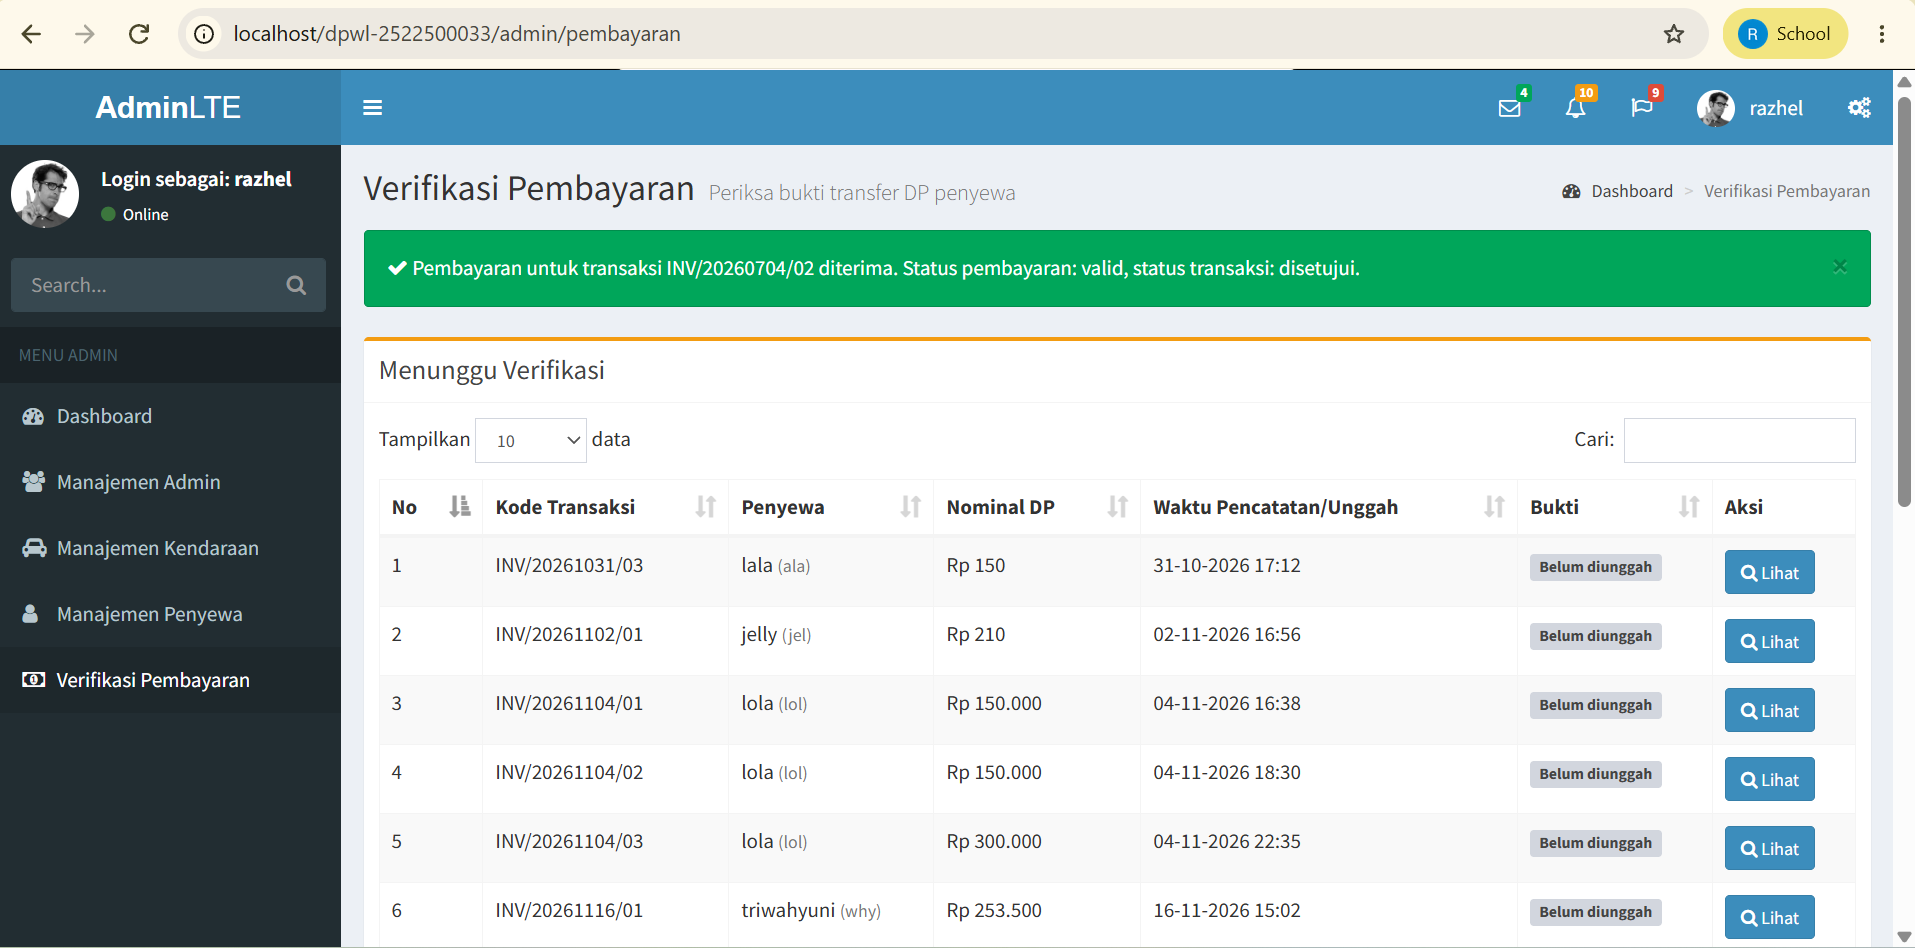 localhost/dpwl-2522500033/admin/pembayaran
R School
AdminLTE
4 10 9 razhel
Login sebagai: razhel
Online
Search...
MENU ADMIN
Dashboard
Manajemen Admin
Manajemen Kendaraan
Manajemen Penyewa
Verifikasi Pembayaran
Verifikasi Pembayaran Periksa bukti transfer DP penyewa
Dashboard > Verifikasi Pembayaran
Pembayaran untuk transaksi INV/20260704/02 diterima. Status pembayaran: valid, status transaksi: disetujui.
×
Menunggu Verifikasi
Tampilkan 10 data
Cari:
No Kode Transaksi Penyewa Nominal DP Waktu Pencatatan/Unggah Bukti Aksi
1 INV/20261031/03 lala (ala) Rp 150 31-10-2026 17:12 Belum diunggah Lihat
2 INV/20261102/01 jelly (jel) Rp 210 02-11-2026 16:56 Belum diunggah Lihat
3 INV/20261104/01 lola (lol) Rp 150.000 04-11-2026 16:38 Belum diunggah Lihat
4 INV/20261104/02 lola (lol) Rp 150.000 04-11-2026 18:30 Belum diunggah Lihat
5 INV/20261104/03 lola (lol) Rp 300.000 04-11-2026 22:35 Belum diunggah Lihat
6 INV/20261116/01 triwahyuni (why) Rp 253.500 16-11-2026 15:02 Belum diunggah Lihat